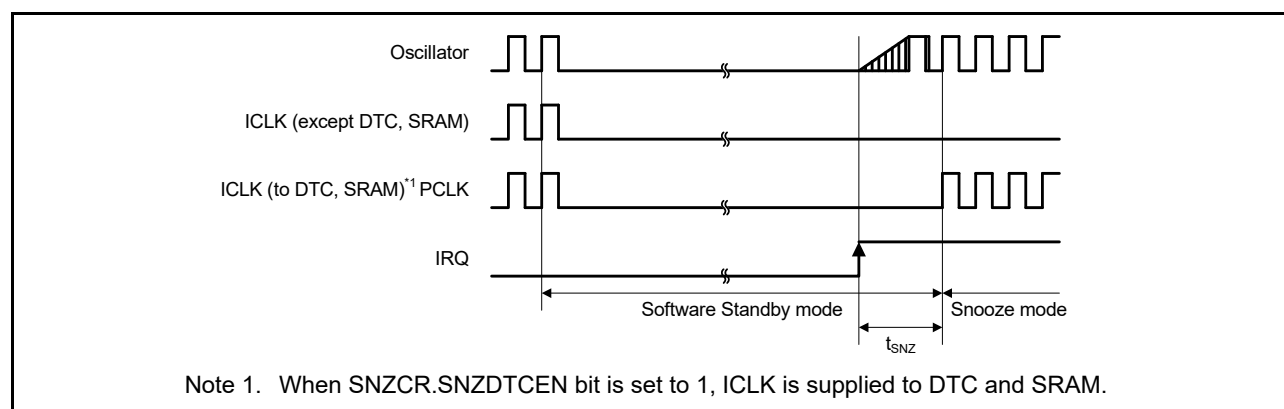 Oscillator
ICLK (except DTC, SRAM)
ICLK (to DTC, SRAM)*1 PCLK
IRQ
Software Standby mode
Snooze mode
tSNZ
Note 1. When SNZCR.SNZDTCEN bit is set to 1, ICLK is supplied to DTC and SRAM.